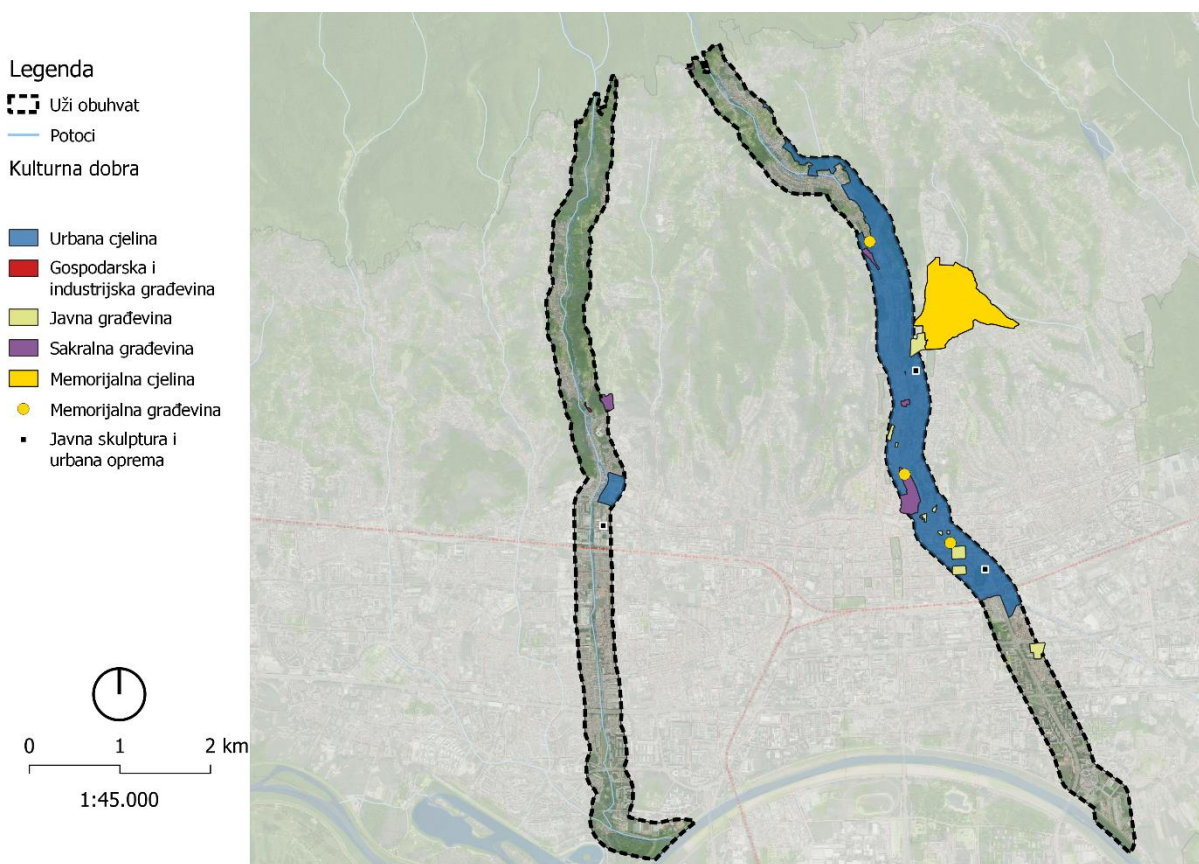 Legenda
Uži obuhvat
Potoci
Kulturna dobra
Urbana cjelina
Gospodarska i
industrijska građevina
Javna građevina
Sakralna građevina
Memorijalna cjelina
Memorijalna građevina
Javna skulptura i
urbana oprema
0 1 2 km
1:45.000